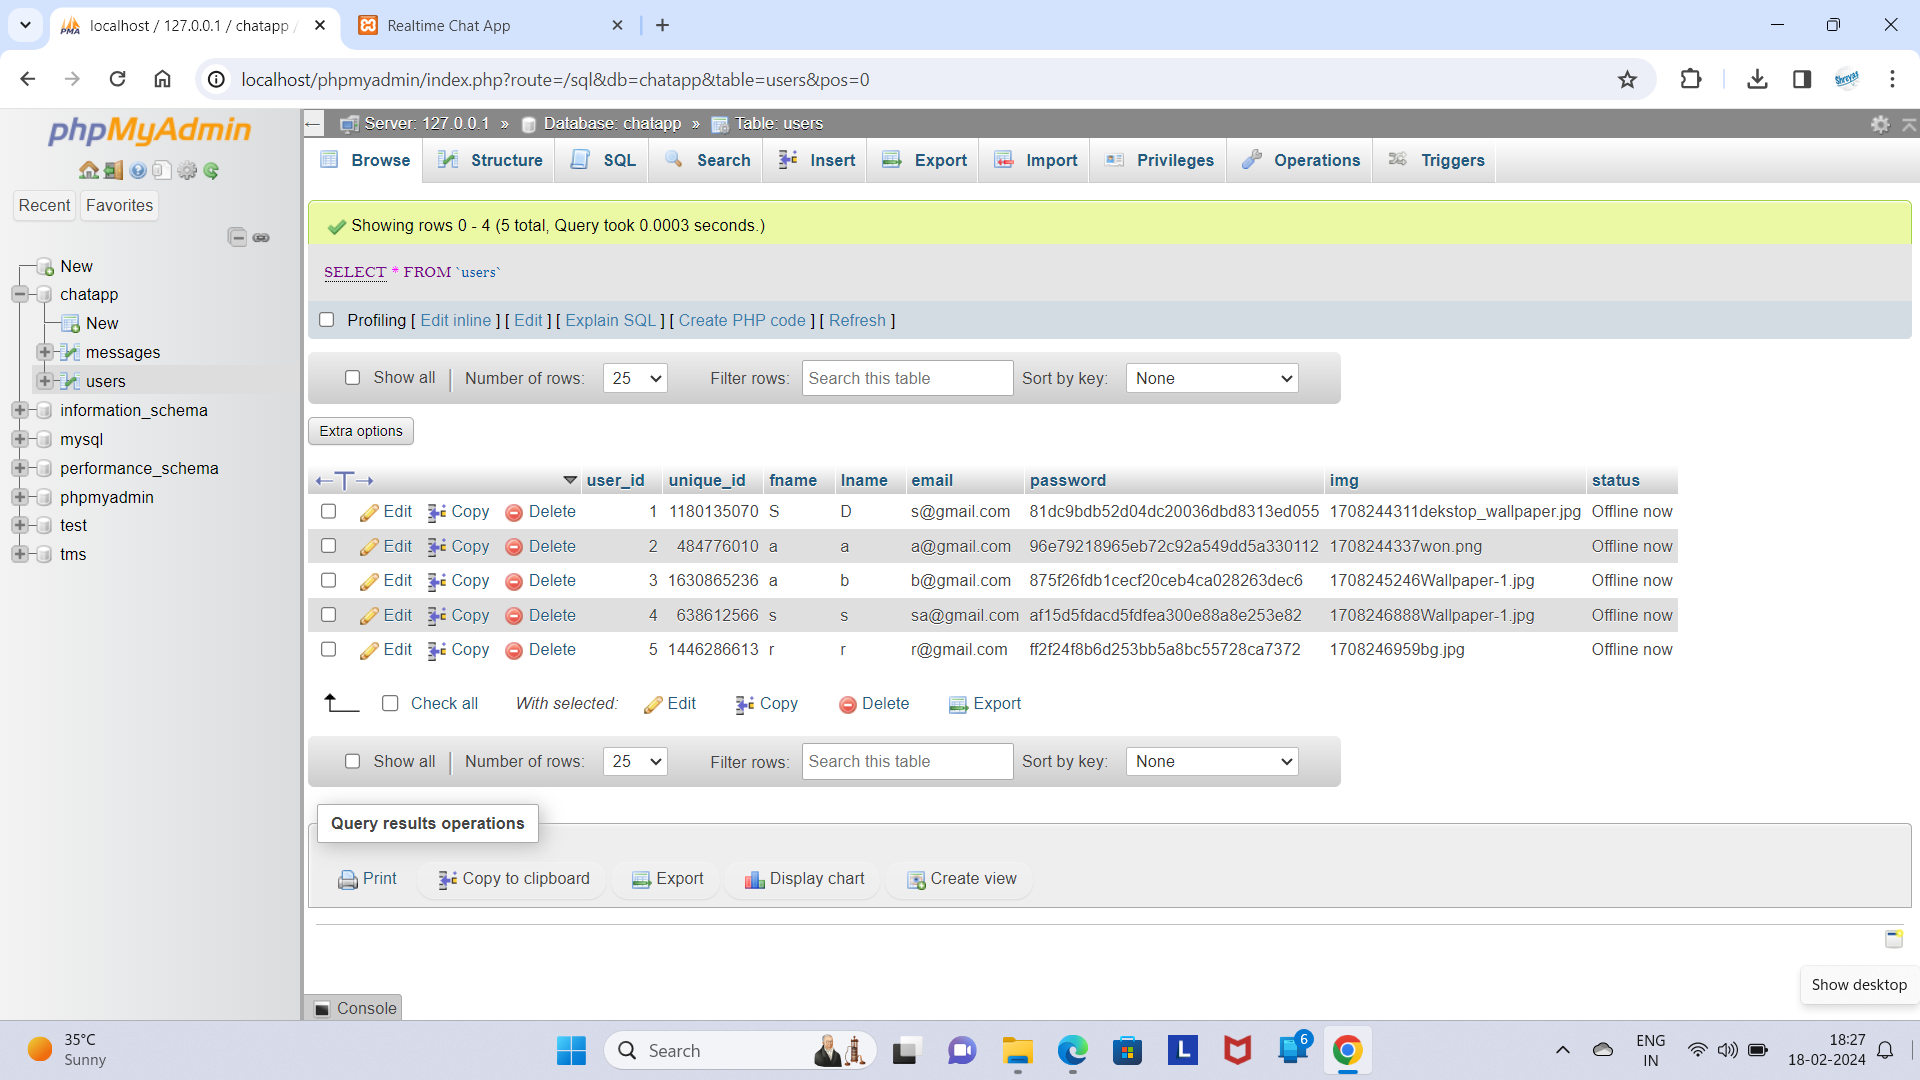 localhost / 127.0.0.1 / chatapp /
Realtime Chat App
localhost/phpmyadmin/index.php?route=/sql&db=chatapp&table=users&pos=0
Shreyas
phpMyAdmin
Recent Favorites
New
chatapp
New
messages
users
information_schema
mysql
performance_schema
phpmyadmin
test
tms
Server: 127.0.0.1 » Database: chatapp » Table: users
Browse Structure SQL Search Insert Export Import Privileges Operations Triggers
Showing rows 0 - 4 (5 total, Query took 0.0003 seconds.)
SELECT * FROM `users`
Profiling [ Edit inline ] [ Edit ] [ Explain SQL ] [ Create PHP code ] [ Refresh ]
Show all Number of rows: 25 Filter rows: Search this table Sort by key: None
Extra options
←T→ user_id unique_id fname lname email password img status
Edit Copy Delete 1 1180135070 S D s@gmail.com 81dc9bdb52d04dc20036dbd8313ed055 1708244311dekstop_wallpaper.jpg Offline now
Edit Copy Delete 2 484776010 a a a@gmail.com 96e79218965eb72c92a549dd5a330112 1708244337won.png Offline now
Edit Copy Delete 3 1630865236 a b b@gmail.com 875f26fdb1cecf20ceb4ca028263dec6 1708245246Wallpaper-1.jpg Offline now
Edit Copy Delete 4 638612566 s s sa@gmail.com af15d5fdacd5fdfea300e88a8e253e82 1708246888Wallpaper-1.jpg Offline now
Edit Copy Delete 5 1446286613 r r r@gmail.com ff2f24f8b6d253bb5a8bc55728ca7372 1708246959bg.jpg Offline now
Check all With selected: Edit Copy Delete Export
Show all Number of rows: 25 Filter rows: Search this table Sort by key: None
Query results operations
Print Copy to clipboard Export Display chart Create view
Show desktop
Console
35°C
Sunny
Search
L
6
ENG
IN
18:27
18-02-2024